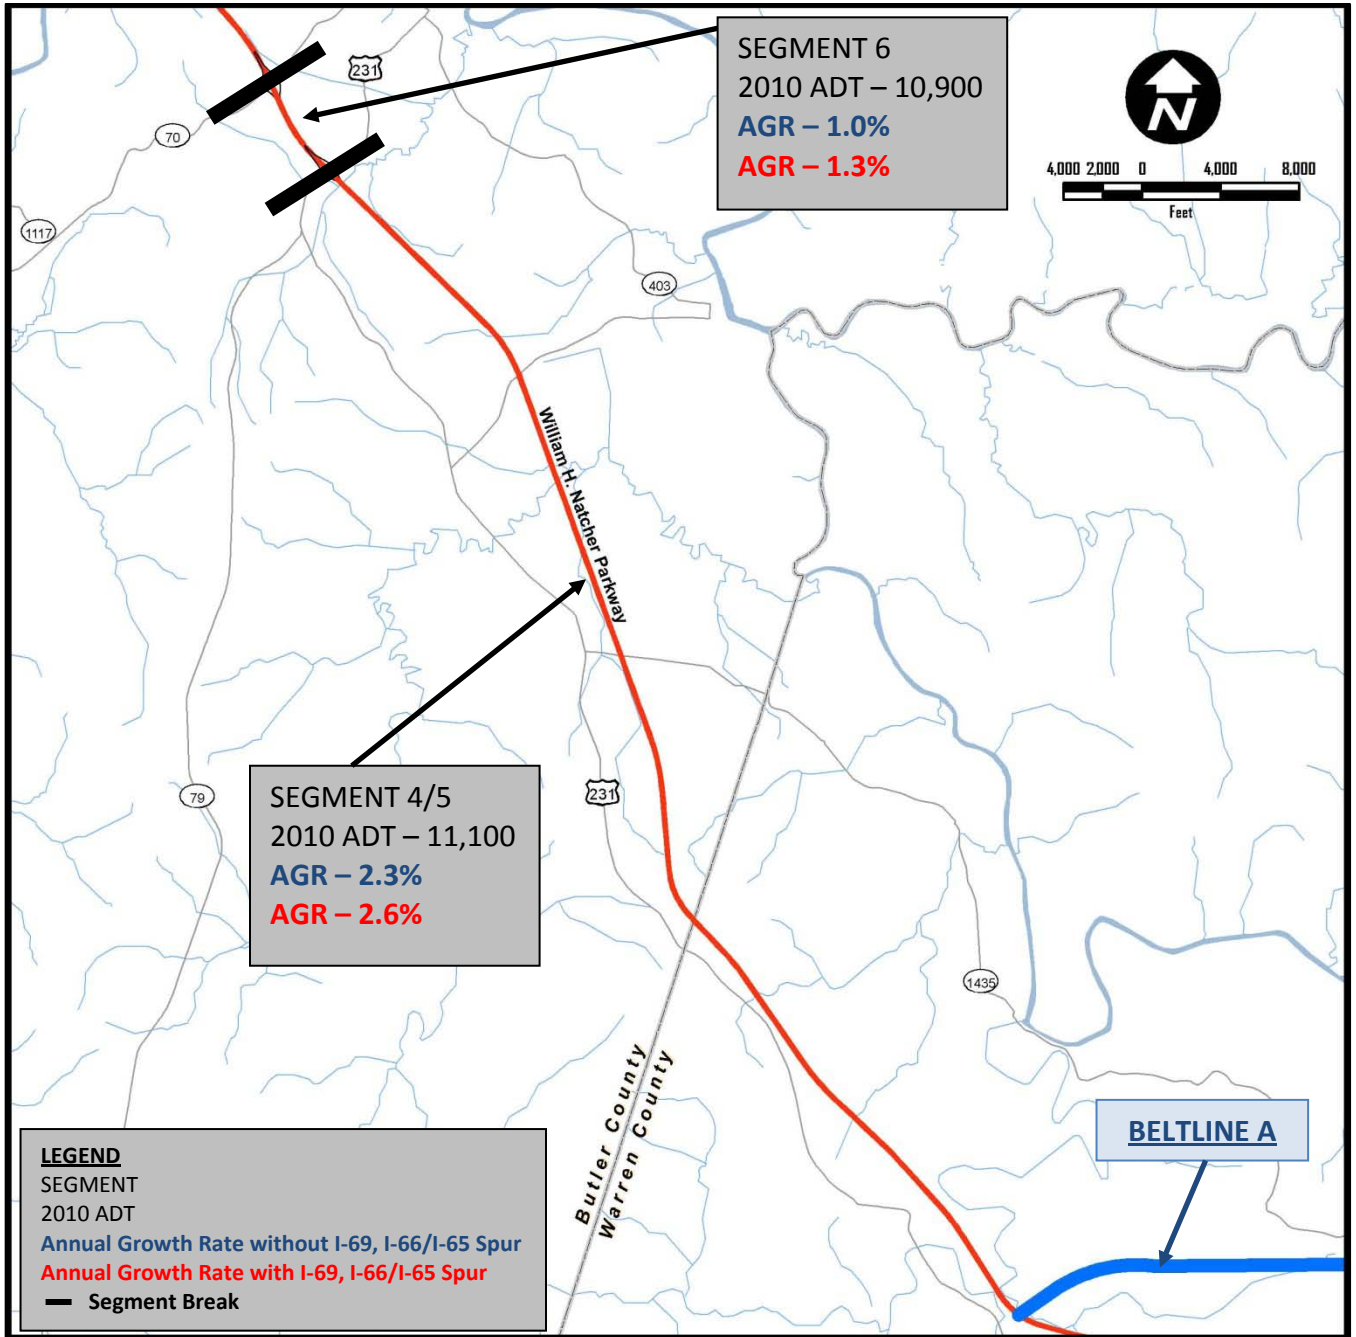 SEGMENT 6
2010 ADT – 10,900
AGR – 1.0%
AGR – 1.3%
N
4,000 2,000 0 4,000 8,000
Feet
231
70
1117
403
William H. Natcher Parkway
SEGMENT 4/5
2010 ADT – 11,100
AGR – 2.3%
AGR – 2.6%
79
231
1435
Butler County
Warren County
BELTLINE A
LEGEND
SEGMENT
2010 ADT
Annual Growth Rate without I-69, I-66/I-65 Spur
Annual Growth Rate with I-69, I-66/I-65 Spur
Segment Break